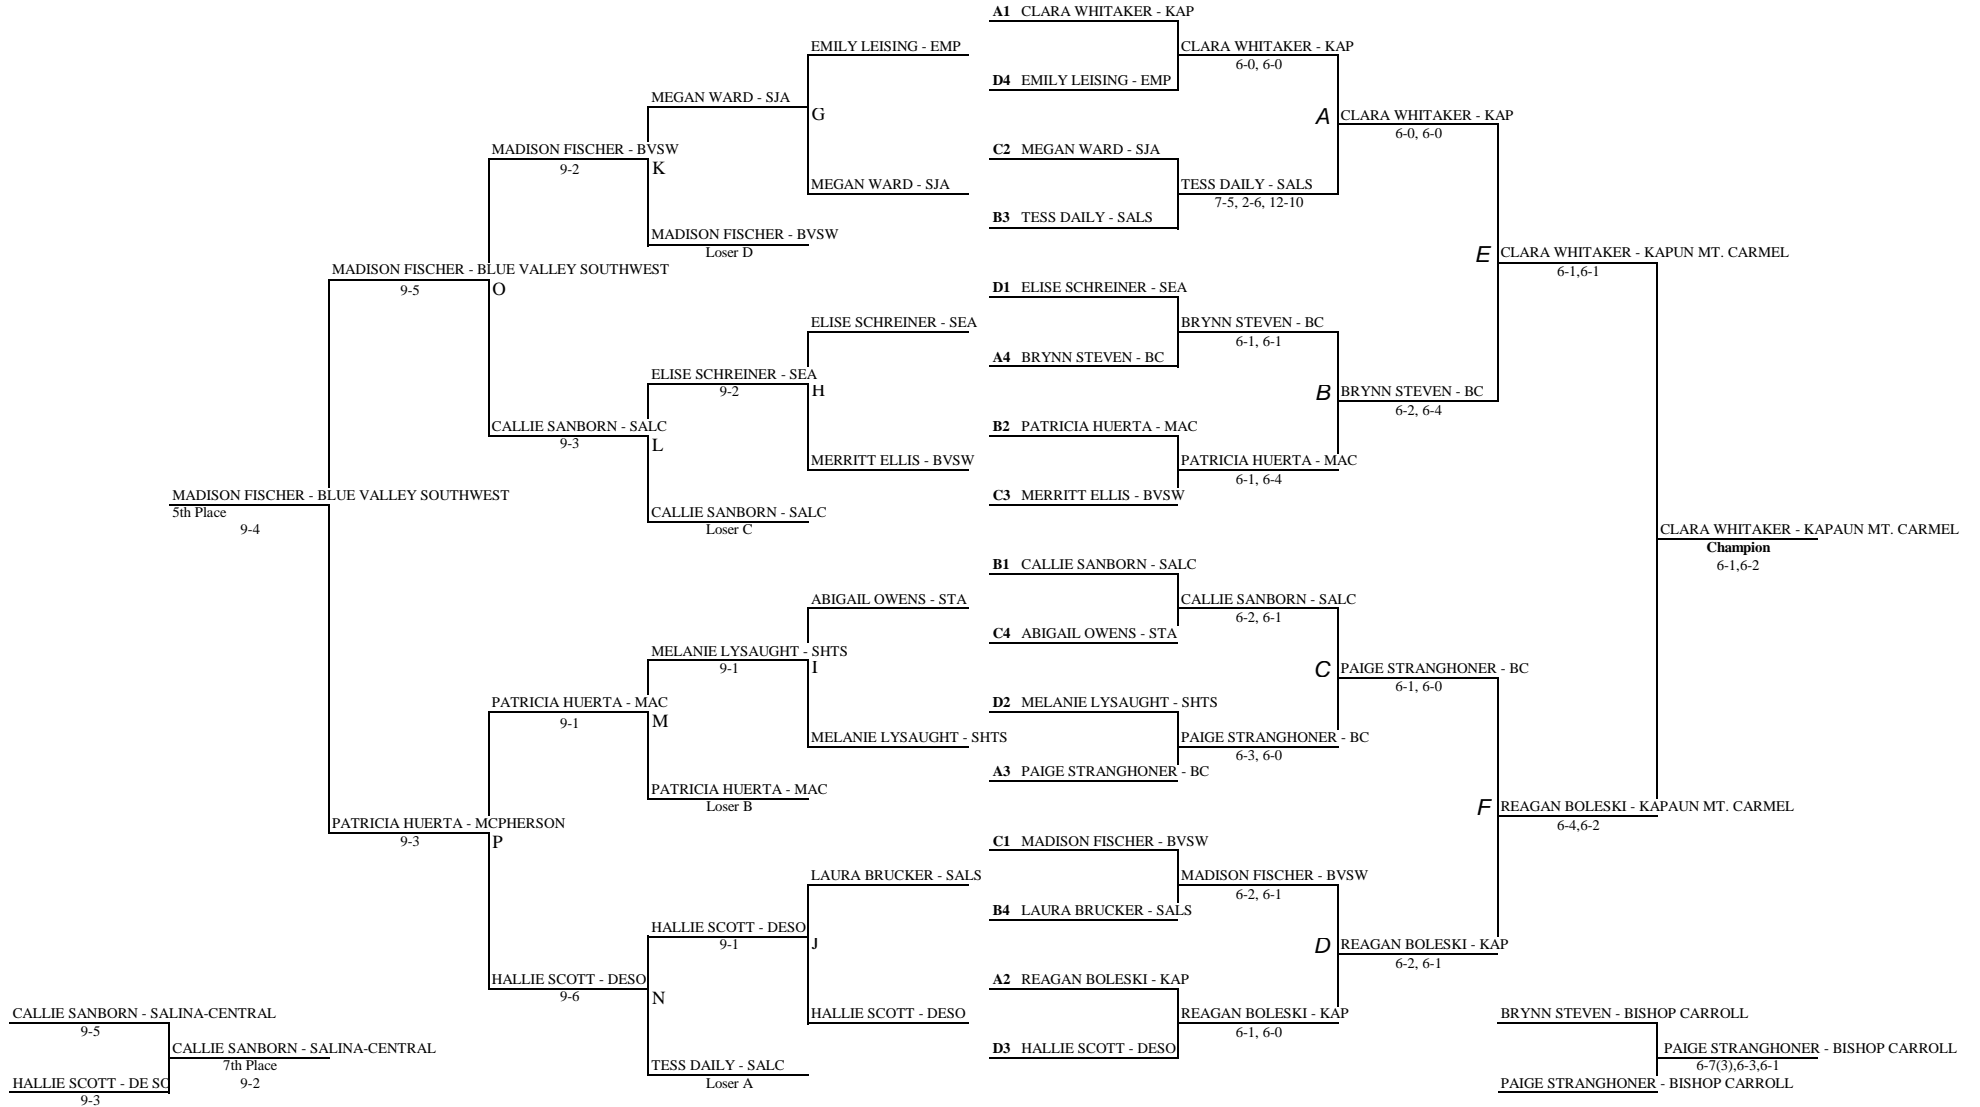 A1 CLARA WHITAKER - KAP
EMILY LEISING - EMP
CLARA WHITAKER - KAP
6-0, 6-0
D4 EMILY LEISING - EMP
MEGAN WARD - SJA
G
A
CLARA WHITAKER - KAP
6-0, 6-0
MADISON FISCHER - BVSW
9-2
K
C2 MEGAN WARD - SJA
MEGAN WARD - SJA
TESS DAILY - SALS
7-5, 2-6, 12-10
B3 TESS DAILY - SALS
MADISON FISCHER - BVSW
Loser D
E
CLARA WHITAKER - KAPUN MT. CARMEL
6-1,6-1
MADISON FISCHER - BLUE VALLEY SOUTHWEST
9-5
O
D1 ELISE SCHREINER - SEA
ELISE SCHREINER - SEA
BRYNN STEVEN - BC
6-1, 6-1
A4 BRYNN STEVEN - BC
ELISE SCHREINER - SEA
9-2
H
B
BRYNN STEVEN - BC
6-2, 6-4
CALLIE SANBORN - SALC
9-3
L
B2 PATRICIA HUERTA - MAC
MERRITT ELLIS - BVSW
PATRICIA HUERTA - MAC
6-1, 6-4
MADISON FISCHER - BLUE VALLEY SOUTHWEST
5th Place
9-4
C3 MERRITT ELLIS - BVSW
CALLIE SANBORN - SALC
Loser C
CLARA WHITAKER - KAPAUN MT. CARMEL
Champion
6-1,6-2
B1 CALLIE SANBORN - SALC
ABIGAIL OWENS - STA
CALLIE SANBORN - SALC
6-2, 6-1
C4 ABIGAIL OWENS - STA
MELANIE LYSAUGHT - SHTS
9-1
I
C
PAIGE STRANGHONER - BC
6-1, 6-0
PATRICIA HUERTA - MAC
9-1
M
D2 MELANIE LYSAUGHT - SHTS
MELANIE LYSAUGHT - SHTS
PAIGE STRANGHONER - BC
6-3, 6-0
A3 PAIGE STRANGHONER - BC
PATRICIA HUERTA - MAC
Loser B
F
REAGAN BOLESKI - KAPAUN MT. CARMEL
6-4,6-2
PATRICIA HUERTA - MCPHERSON
9-3
P
C1 MADISON FISCHER - BVSW
LAURA BRUCKER - SALS
MADISON FISCHER - BVSW
6-2, 6-1
B4 LAURA BRUCKER - SALS
HALLIE SCOTT - DESO
9-1
J
D
REAGAN BOLESKI - KAP
6-2, 6-1
HALLIE SCOTT - DESO
9-6
N
A2 REAGAN BOLESKI - KAP
HALLIE SCOTT - DESO
REAGAN BOLESKI - KAP
6-1, 6-0
D3 HALLIE SCOTT - DESO
TESS DAILY - SALC
Loser A
CALLIE SANBORN - SALINA-CENTRAL
9-5
CALLIE SANBORN - SALINA-CENTRAL
7th Place
9-2
HALLIE SCOTT - DE SO
9-3
BRYNN STEVEN - BISHOP CARROLL
PAIGE STRANGHONER - BISHOP CARROLL
6-7(3),6-3,6-1
PAIGE STRANGHONER - BISHOP CARROLL